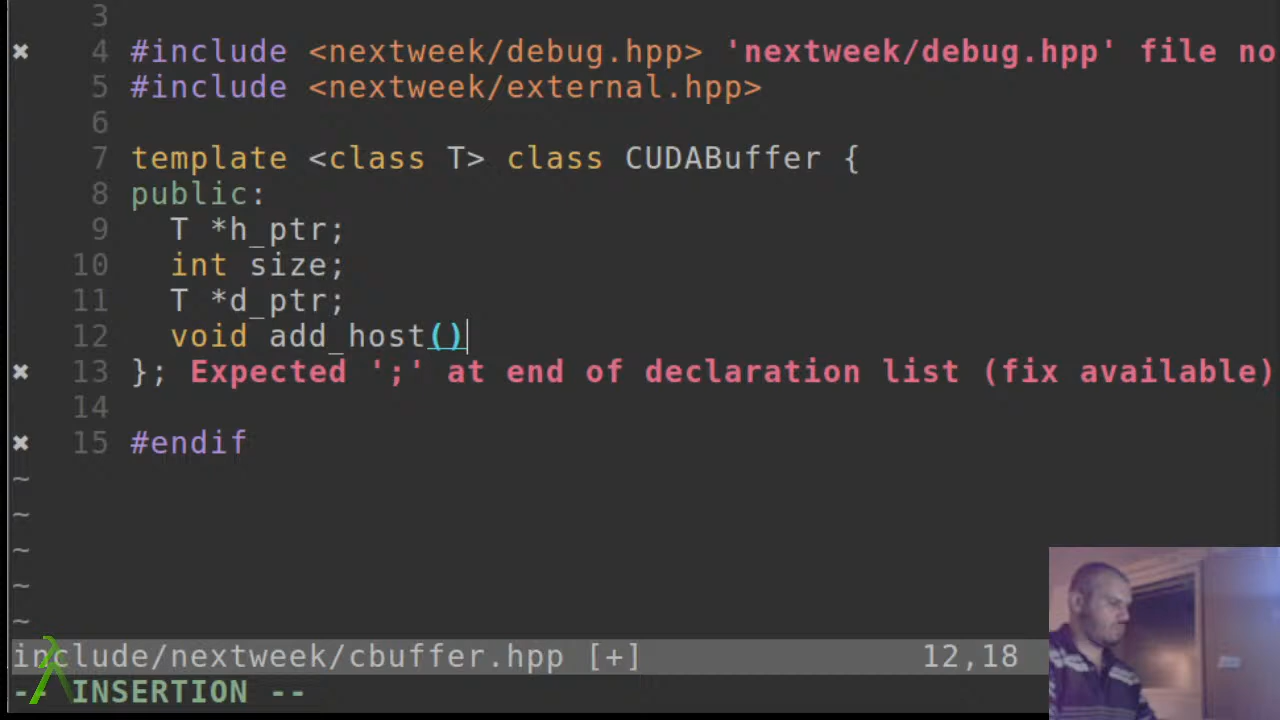 3
✖ 4 #include <nextweek/debug.hpp> 'nextweek/debug.hpp' file no
5 #include <nextweek/external.hpp>
6
7 template <class T> class CUDABuffer {
8 public:
9 T *h_ptr;
10 int size;
11 T *d_ptr;
12 void add_host()
✖ 13 }; Expected ';' at end of declaration list (fix available)
14
✖ 15 #endif
~
~
~
~
~
include/nextweek/cbuffer.hpp [+] 12,18
-- INSERTION --
λ